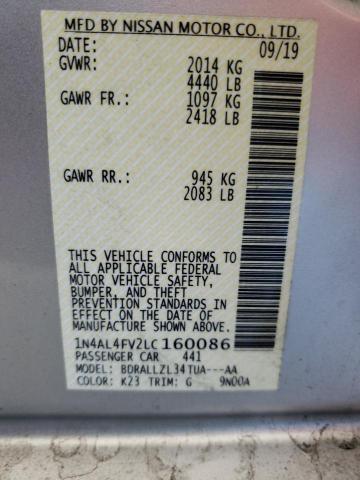 MFD BY NISSAN MOTOR CO., LTD.
DATE: 09/19
GVWR: 2014 KG
4440 LB
GAWR FR.: 1097 KG
2418 LB
GAWR RR.: 945 KG
2083 LB
THIS VEHICLE CONFORMS TO
ALL APPLICABLE FEDERAL
MOTOR VEHICLE SAFETY,
BUMPER, AND THEFT
PREVENTION STANDARDS IN
EFFECT ON THE DATE OF
MANUFACTURE SHOWN ABOVE.
1N4AL4FV2LC160086
PASSENGER CAR 441
MODEL: BDRALLZL34TUA---AA
COLOR: K23 TRIM: G 9N00A